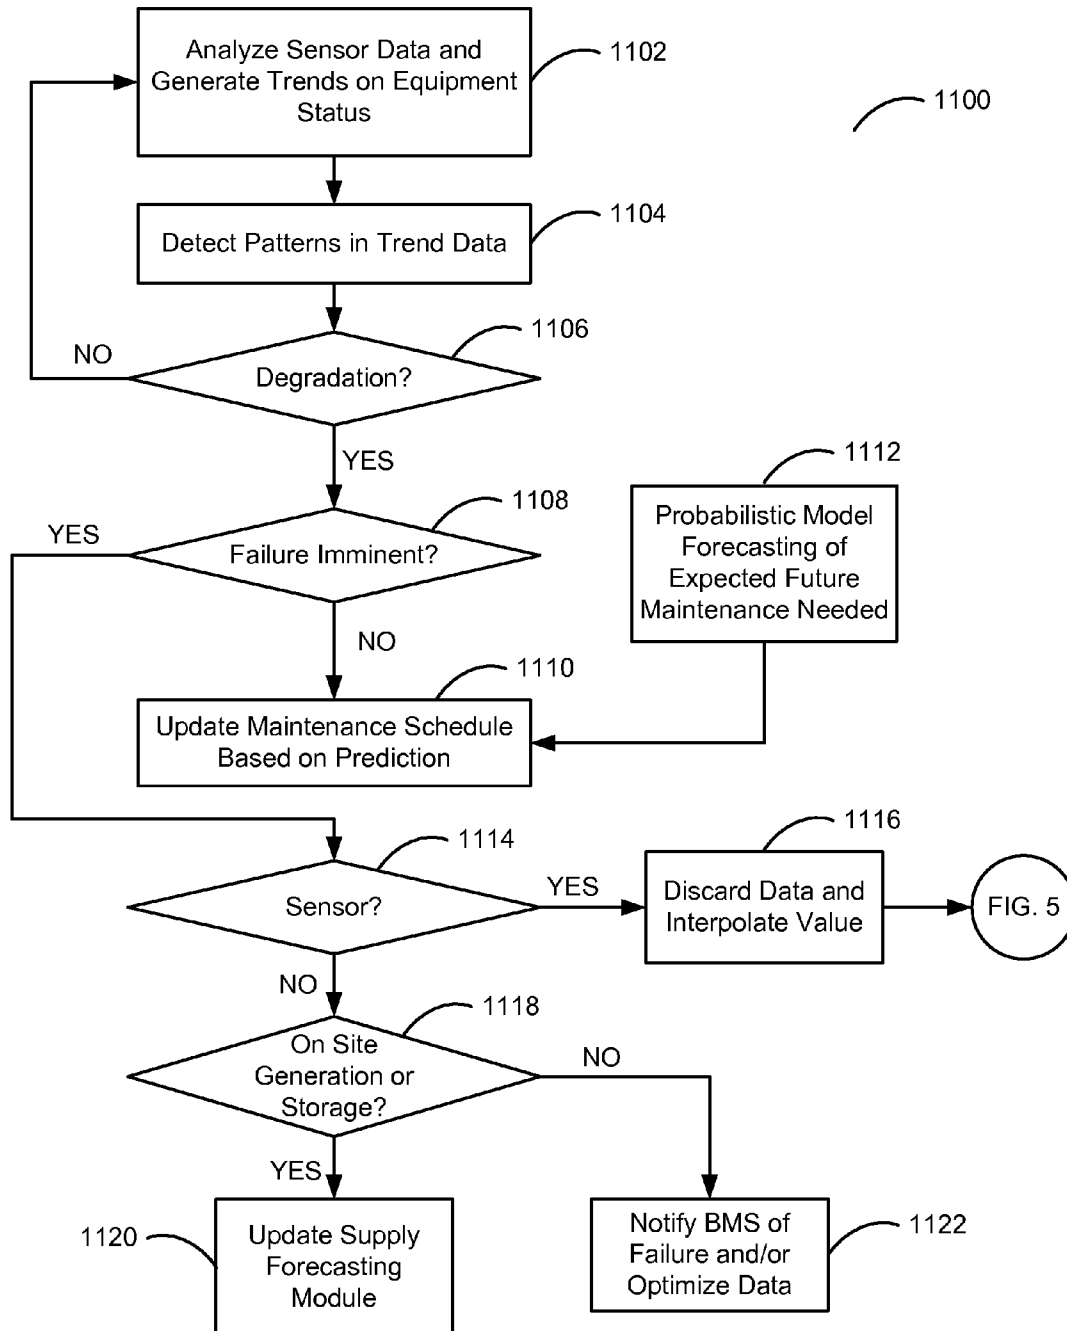 Analyze Sensor Data and
Generate Trends on Equipment
Status
1102
1100
Detect Patterns in Trend Data
1104
Degradation?
1106
NO
YES
Failure Imminent?
1108
YES
NO
1112
Probabilistic Model
Forecasting of
Expected Future
Maintenance Needed
1110
Update Maintenance Schedule
Based on Prediction
1114
Sensor?
YES
1116
Discard Data and
Interpolate Value
FIG. 5
NO
1118
On Site
Generation or
Storage?
NO
YES
1120
Update Supply
Forecasting
Module
Notify BMS of
Failure and/or
Optimize Data
1122